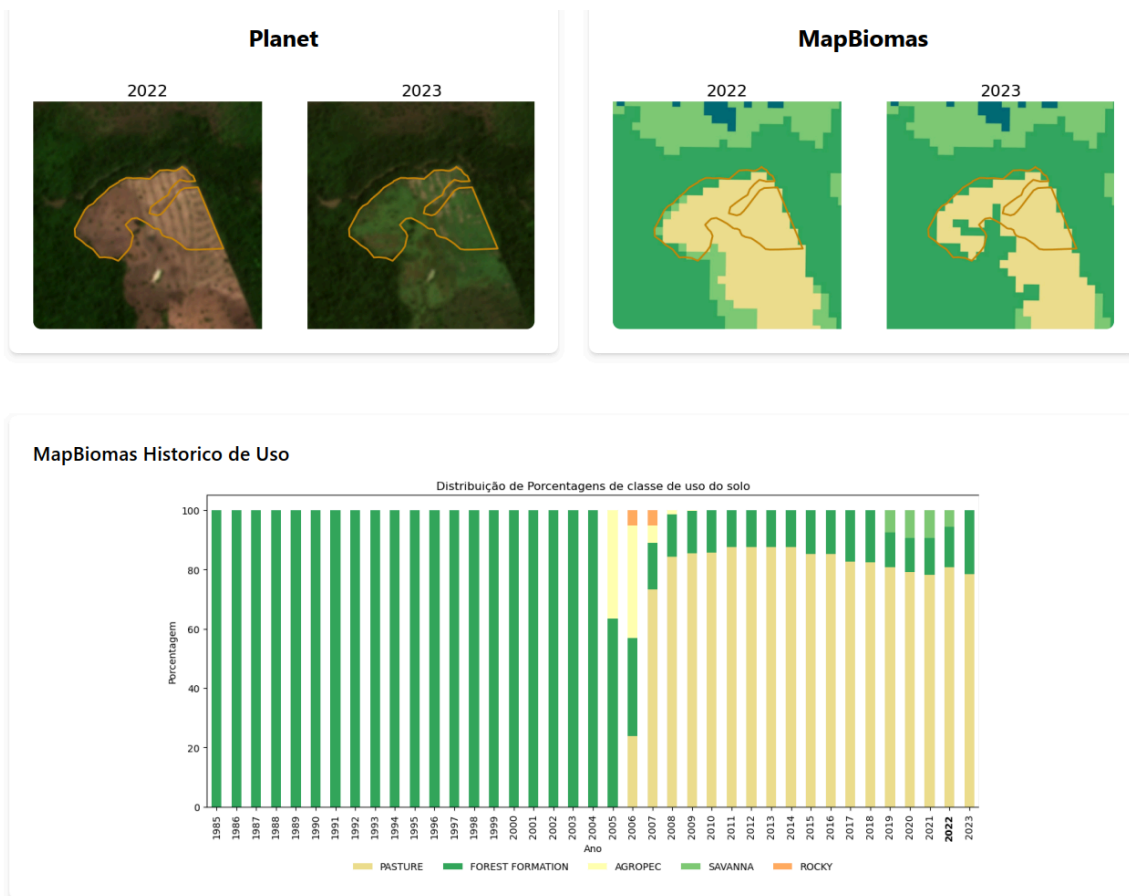 Planet
MapBiomas
2022
2023
2022
2023
MapBiomas Historico de Uso
Distribuição de Porcentagens de classe de uso do solo
Porcentagem
100
80
60
40
20
0
1985 1986 1987 1988 1989 1990 1991 1992 1993 1994 1995 1996 1997 1998 1999 2000 2001 2002 2003 2004 2005 2006 2007 2008 2009 2010 2011 2012 2013 2014 2015 2016 2017 2018 2019 2020 2021 2022 2023
Ano
PASTURE FOREST FORMATION AGROPEC SAVANNA ROCKY